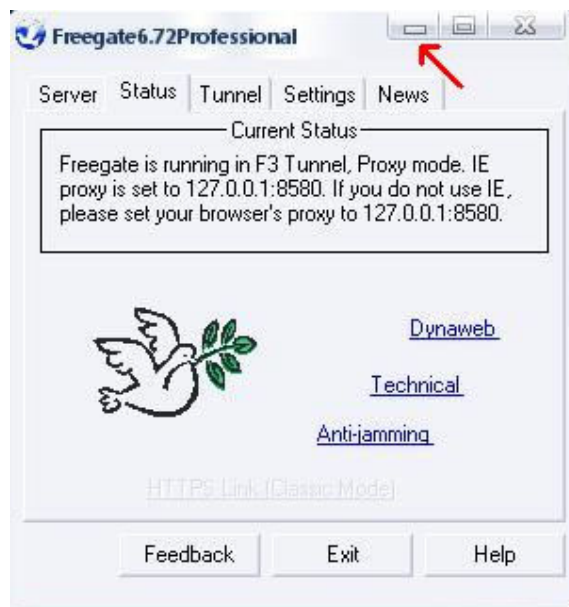 Freegate6.72Professional
Server Status Tunnel Settings News
Current Status
Freegate is running in F3 Tunnel, Proxy mode. IE
proxy is set to 127.0.0.1:8580. If you do not use IE,
please set your browser's proxy to 127.0.0.1:8580.
Dynaweb
Technical
Anti-jamming
HTTPS Link (Classic Mode)
Feedback Exit Help